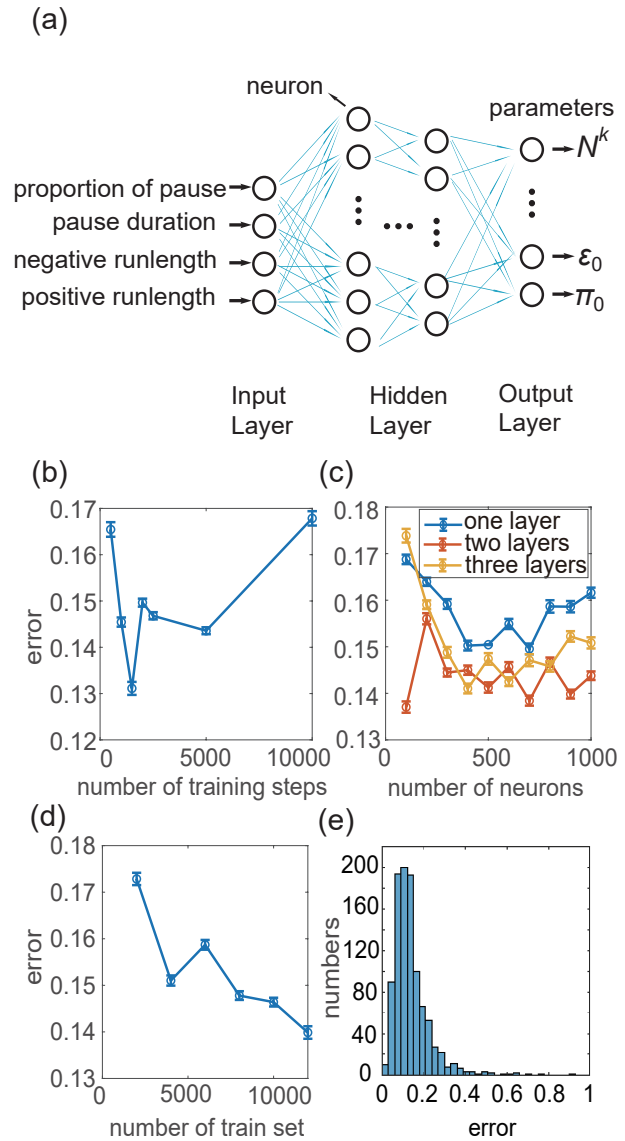 (a)
neuron
parameters
N^k
proportion of pause
pause duration
negative runlength
positive runlength
ε₀
π₀
Input Layer
Hidden Layer
Output Layer
(b)
0.17
0.16
0.15
0.14
0.13
0.12
error
0 5000 10000
number of training steps
(c)
0.18
0.17
0.16
0.15
0.14
0.13
one layer
two layers
three layers
0 500 1000
number of neurons
(d)
0.18
0.17
0.16
0.15
0.14
0.13
error
0 5000 10000
number of train set
(e)
200
160
120
80
40
0
numbers
0 0.2 0.4 0.6 0.8 1
error